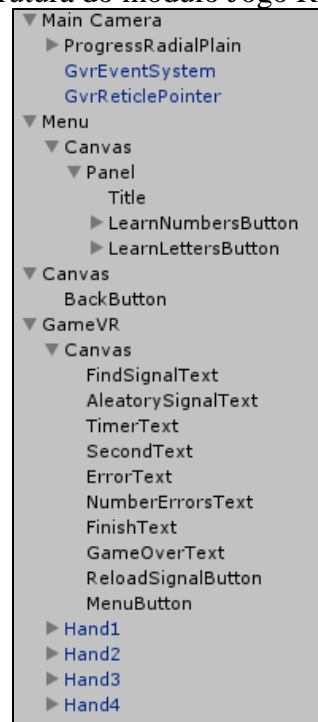 Main Camera
ProgressRadialPlain
GvrEventSystem
GvrReticlePointer
Menu
Canvas
Panel
Title
LearnNumbersButton
LearnLettersButton
Canvas
BackButton
GameVR
Canvas
FindSignalText
AleatorySignalText
TimerText
SecondText
ErrorText
NumberErrorsText
FinishText
GameOverText
ReloadSignalButton
MenuButton
Hand1
Hand2
Hand3
Hand4